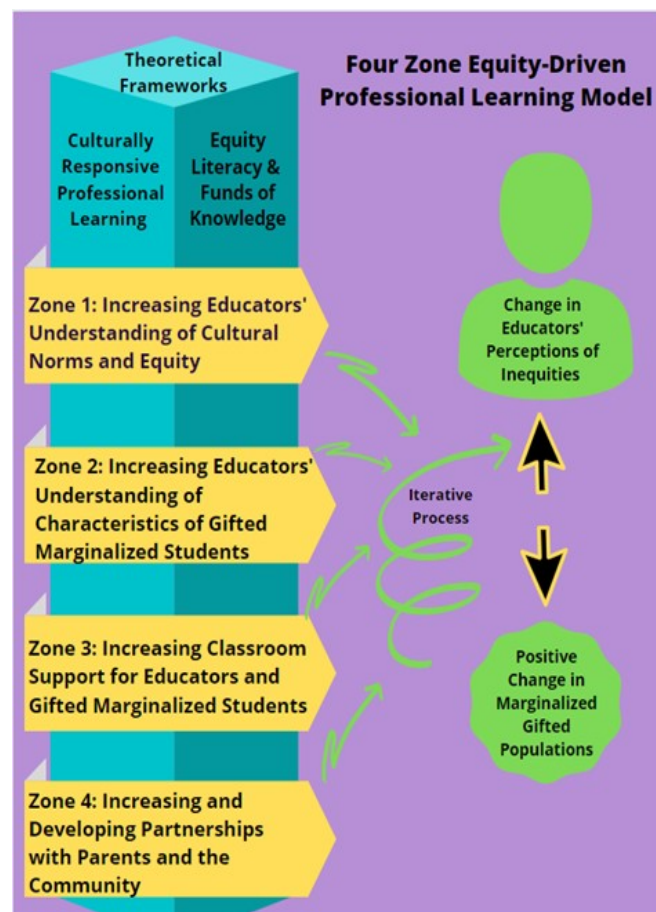 Theoretical
Frameworks
Four Zone Equity-Driven
Professional Learning Model
Culturally
Responsive
Professional
Learning
Equity
Literacy &
Funds of
Knowledge
Zone 1: Increasing Educators'
Understanding of Cultural
Norms and Equity
Change in
Educators'
Perceptions of
Inequities
Zone 2: Increasing Educators'
Understanding of
Characteristics of Gifted
Marginalized Students
Iterative
Process
Zone 3: Increasing Classroom
Support for Educators and
Gifted Marginalized Students
Positive
Change in
Marginalized
Gifted
Populations
Zone 4: Increasing and
Developing Partnerships
with Parents and the
Community